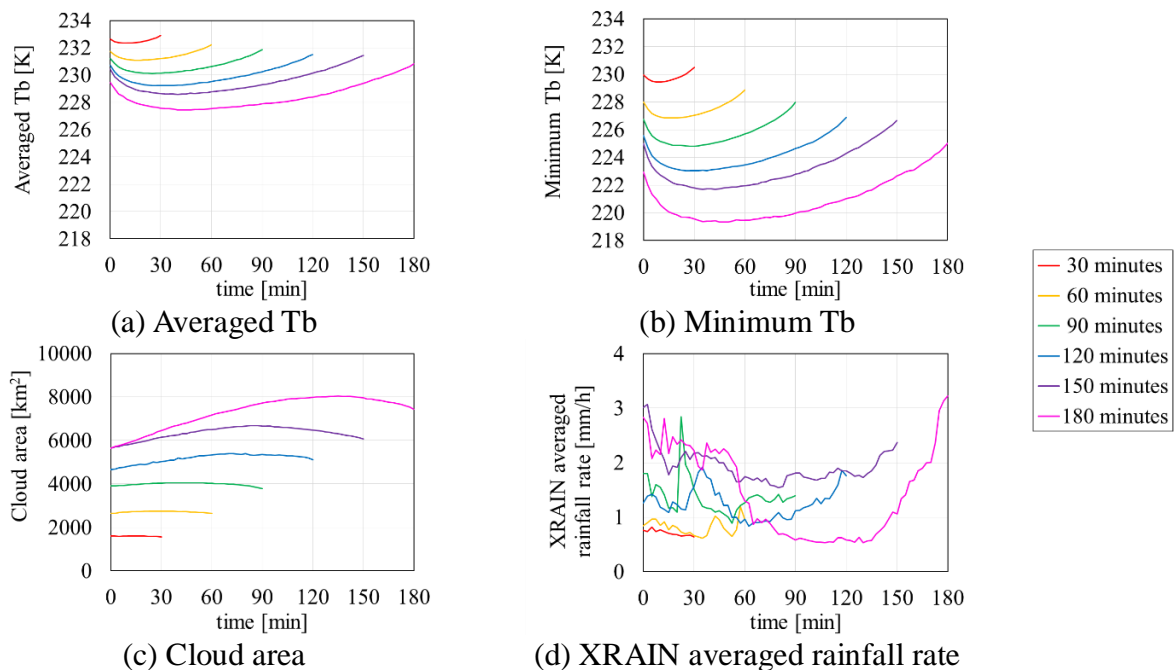 234
232
230
228
226
224
222
220
218
Averaged Tb [K]
0 30 60 90 120 150 180
time [min]
(a) Averaged Tb
234
232
230
228
226
224
222
220
218
Minimum Tb [K]
0 30 60 90 120 150 180
time [min]
(b) Minimum Tb
10000
8000
6000
4000
2000
0
Cloud area [km²]
0 30 60 90 120 150 180
time [min]
(c) Cloud area
4
3
2
1
0
XRAIN averaged
rainfall rate [mm/h]
0 30 60 90 120 150 180
time [min]
(d) XRAIN averaged rainfall rate
30 minutes
60 minutes
90 minutes
120 minutes
150 minutes
180 minutes